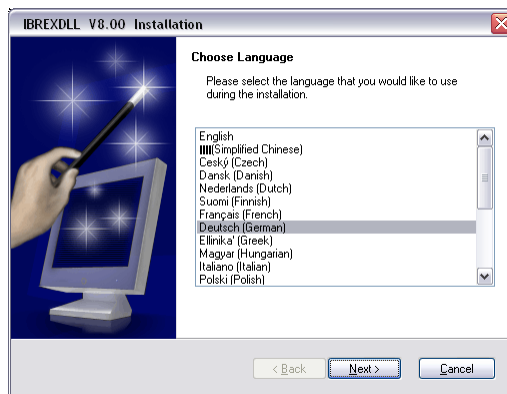 IBREXDLL V8.00 Installation
Choose Language
Please select the language that you would like to use
during the installation.
English
(Simplified Chinese)
Český (Czech)
Dansk (Danish)
Nederlands (Dutch)
Suomi (Finnish)
Français (French)
Deutsch (German)
Ellinika' (Greek)
Magyar (Hungarian)
Italiano (Italian)
Polski (Polish)
< Back
Next >
Cancel